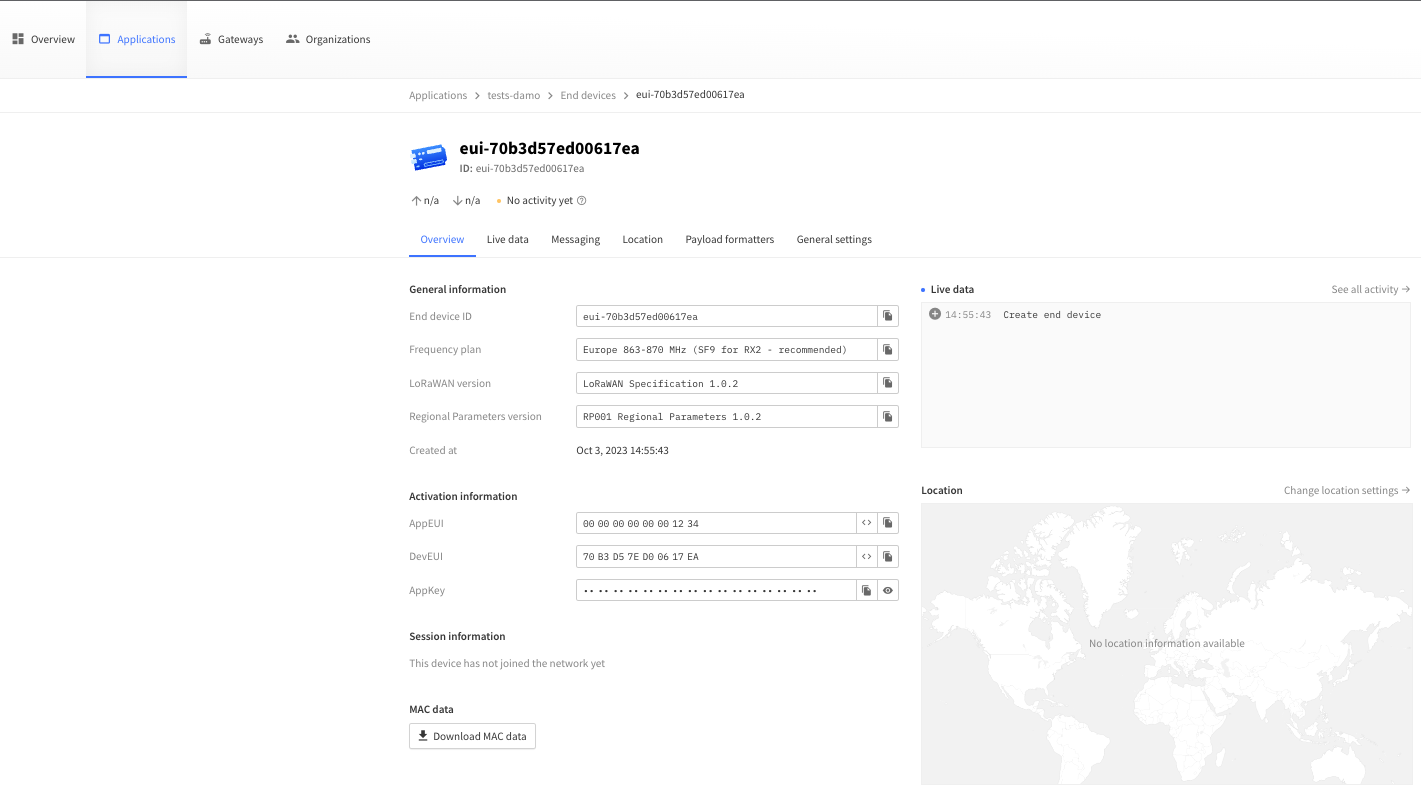 Overview Applications Gateways Organizations
Applications > tests-damo > End devices > eui-70b3d57ed00617ea
eui-70b3d57ed00617ea
ID: eui-70b3d57ed00617ea
↑ n/a ↓ n/a • No activity yet
Overview Live data Messaging Location Payload formatters General settings
General information
End device ID eui-70b3d57ed00617ea
Frequency plan Europe 863-870 MHz (SF9 for RX2 - recommended)
LoRaWAN version LoRaWAN Specification 1.0.2
Regional Parameters version RP001 Regional Parameters 1.0.2
Created at Oct 3, 2023 14:55:43
Activation information
AppEUI 00 00 00 00 00 00 12 34
DevEUI 70 B3 D5 7E D0 06 17 EA
AppKey •• •• •• •• •• •• •• •• •• •• •• •• •• •• •• ••
Session information
This device has not joined the network yet
MAC data
Download MAC data
• Live data See all activity →
14:55:43 Create end device
Location Change location settings →
No location information available